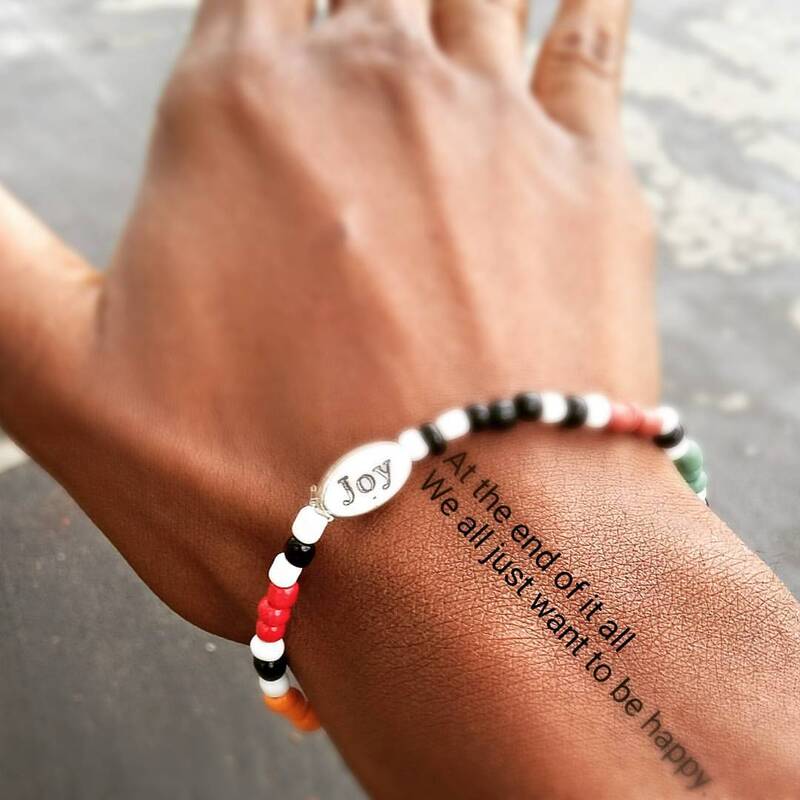 Joy
At the end of it all
We all just want to be happy.